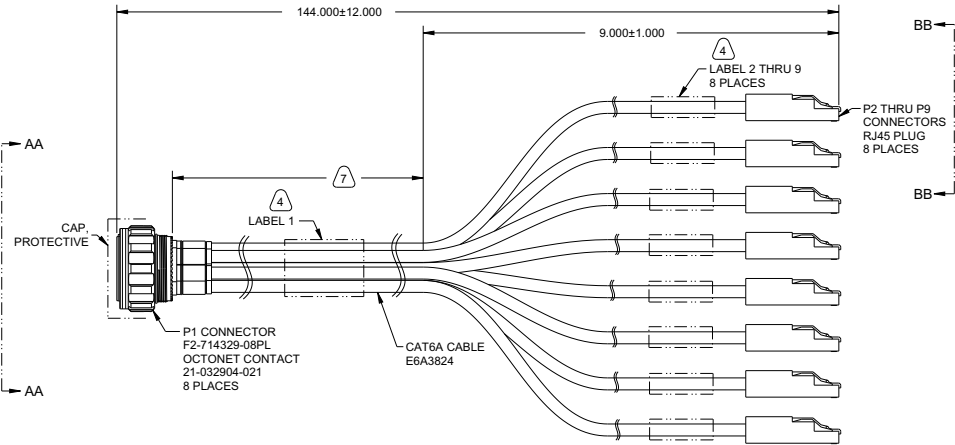 144.000±12.000
9.000±1.000
BB
4
LABEL 2 THRU 9
8 PLACES
P2 THRU P9
CONNECTORS
RJ45 PLUG
8 PLACES
AA
7
BB
4
LABEL 1
CAP,
PROTECTIVE
P1 CONNECTOR
F2-714329-08PL
OCTONET CONTACT
21-032904-021
8 PLACES
CAT6A CABLE
E6A3824
AA